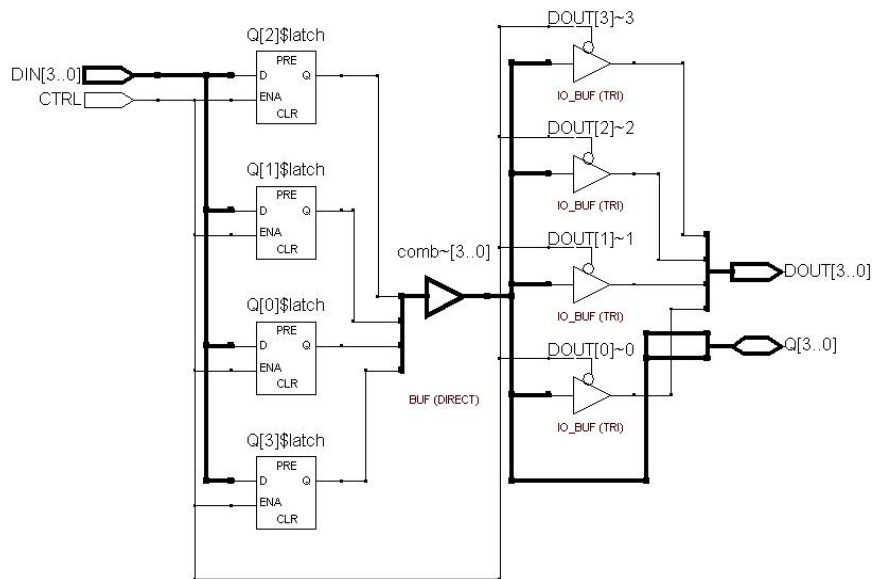 Q[2]$latch
DOUT[3]~3
DIN[3..0]
CTRL
PRE
D
Q
ENA
CLR
IO_BUF (TRI)
DOUT[2]~2
Q[1]$latch
PRE
D
Q
ENA
CLR
IO_BUF (TRI)
comb~[3..0]
DOUT[1]~1
DOUT[3..0]
Q[0]$latch
PRE
D
Q
ENA
CLR
IO_BUF (TRI)
Q[3..0]
DOUT[0]~0
BUF (DIRECT)
IO_BUF (TRI)
Q[3]$latch
PRE
D
Q
ENA
CLR